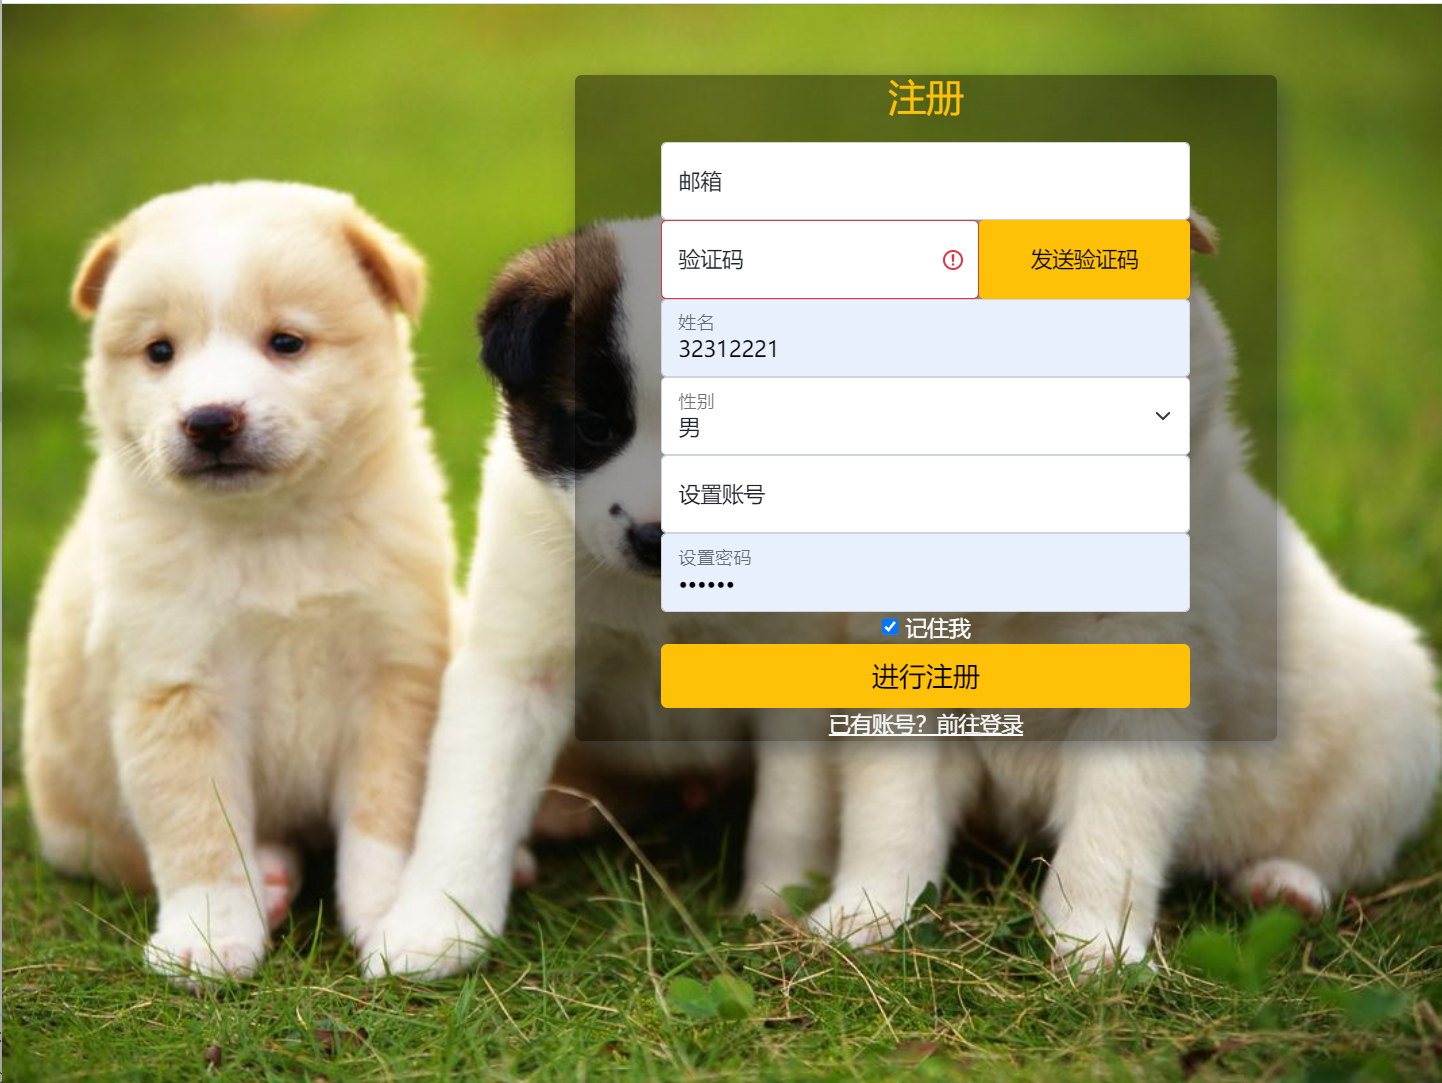 注册
邮箱
验证码
发送验证码
姓名
32312221
性别
男
设置账号
设置密码
••••••
记住我
进行注册
已有账号？前往登录